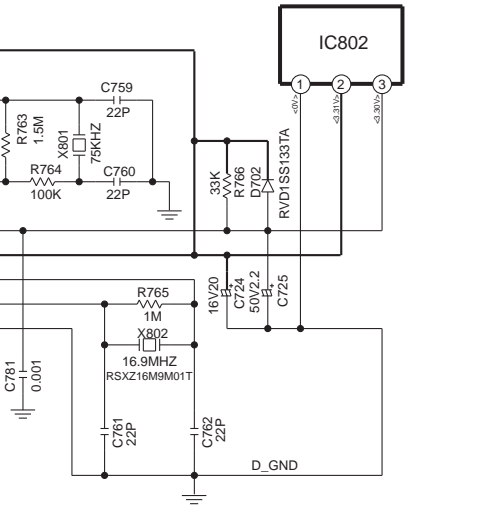 IC802
1
2
3
<0V>
<3.31V>
<3.30V>
C759
22P
R763
1.5M
X801
75KHZ
R764
100K
C760
22P
33K
R766
D702
RVD1SS133TA
16V20
C724
50V2.2
C725
R765
1M
X802
16.9MHZ
RSXZ16M9M01T
C781
0.001
C761
22P
C762
22P
D_GND